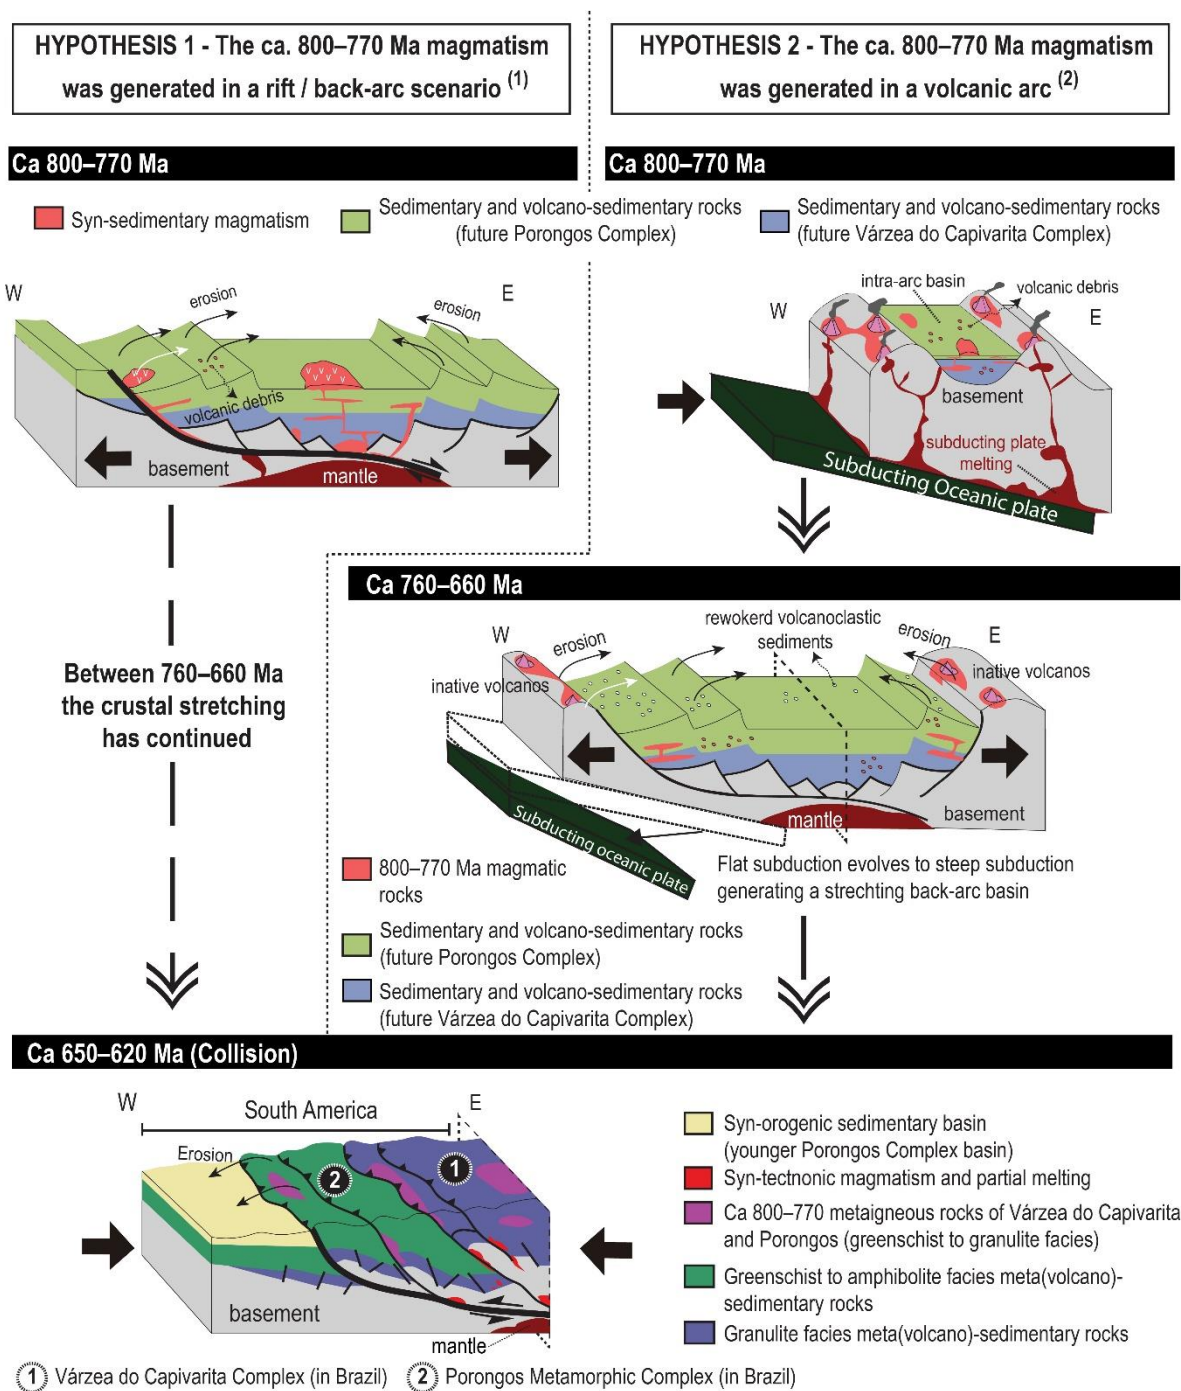 HYPOTHESIS 1 - The ca. 800–770 Ma magmatism
was generated in a rift / back-arc scenario (1)
HYPOTHESIS 2 - The ca. 800–770 Ma magmatism
was generated in a volcanic arc (2)
Ca 800–770 Ma
Ca 800–770 Ma
Syn-sedimentary magmatism
Sedimentary and volcano-sedimentary rocks
(future Porongos Complex)
Sedimentary and volcano-sedimentary rocks
(future Várzea do Capivarita Complex)
W
E
erosion
erosion
volcanic debris
basement
mantle
intra-arc basin
volcanic debris
W
E
basement
subducting plate
melting
Subducting Oceanic plate
Between 760–660 Ma
the crustal stretching
has continued
Ca 760–660 Ma
W
E
erosion
rewokerd volcanoclastic
sediments
erosion
inative volcanos
inative volcanos
basement
mantle
Subducting oceanic plate
Flat subduction evolves to steep subduction
generating a strechting back-arc basin
800–770 Ma magmatic
rocks
Sedimentary and volcano-sedimentary rocks
(future Porongos Complex)
Sedimentary and volcano-sedimentary rocks
(future Várzea do Capivarita Complex)
Ca 650–620 Ma (Collision)
W
E
South America
Erosion
1
2
basement
mantle
Syn-orogenic sedimentary basin
(younger Porongos Complex basin)
Syn-tectnonic magmatism and partial melting
Ca 800–770 metaigneous rocks of Várzea do Capivarita
and Porongos (greenschist to granulite facies)
Greenschist to amphibolite facies meta(volcano)-
sedimentary rocks
Granulite facies meta(volcano)-sedimentary rocks
1 Várzea do Capivarita Complex (in Brazil) 2 Porongos Metamorphic Complex (in Brazil)